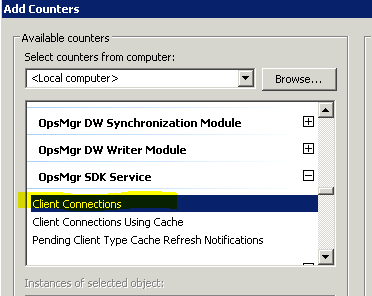 Add Counters
Available counters
Select counters from computer:
<Local computer>
Browse...
OpsMgr DW Synchronization Module
OpsMgr DW Writer Module
OpsMgr SDK Service
Client Connections
Client Connections Using Cache
Pending Client Type Cache Refresh Notifications
Instances of selected object: